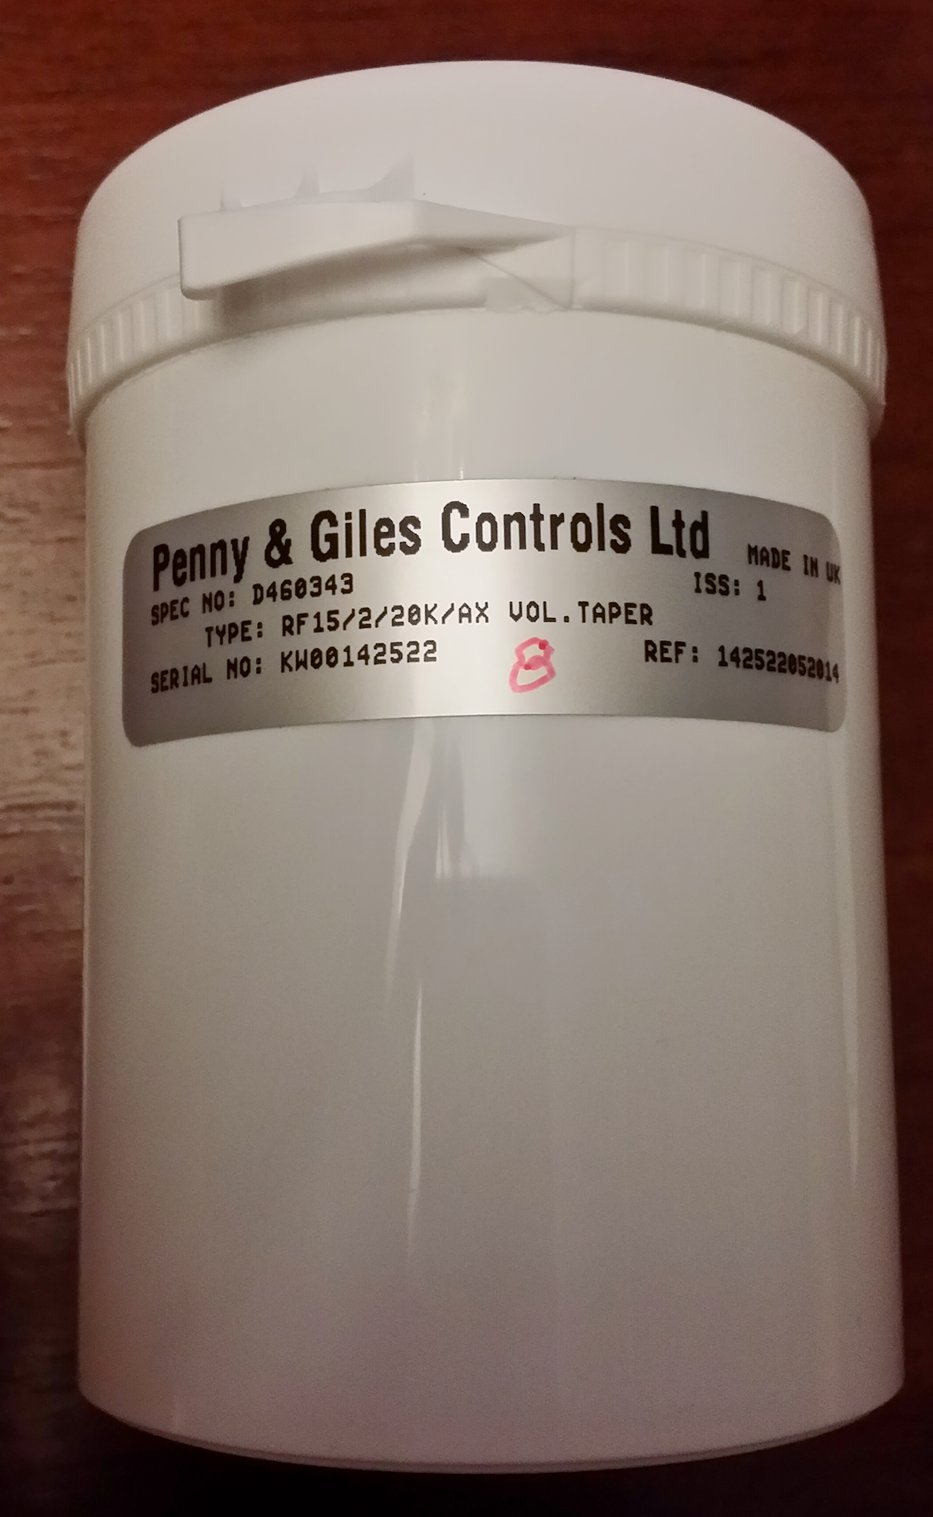 Penny & Giles Controls Ltd MADE IN UK
SPEC NO: D460343 ISS: 1
TYPE: RF15/2/20K/AX VOL.TAPER
SERIAL NO: KW00142522 8 REF: 142522052014